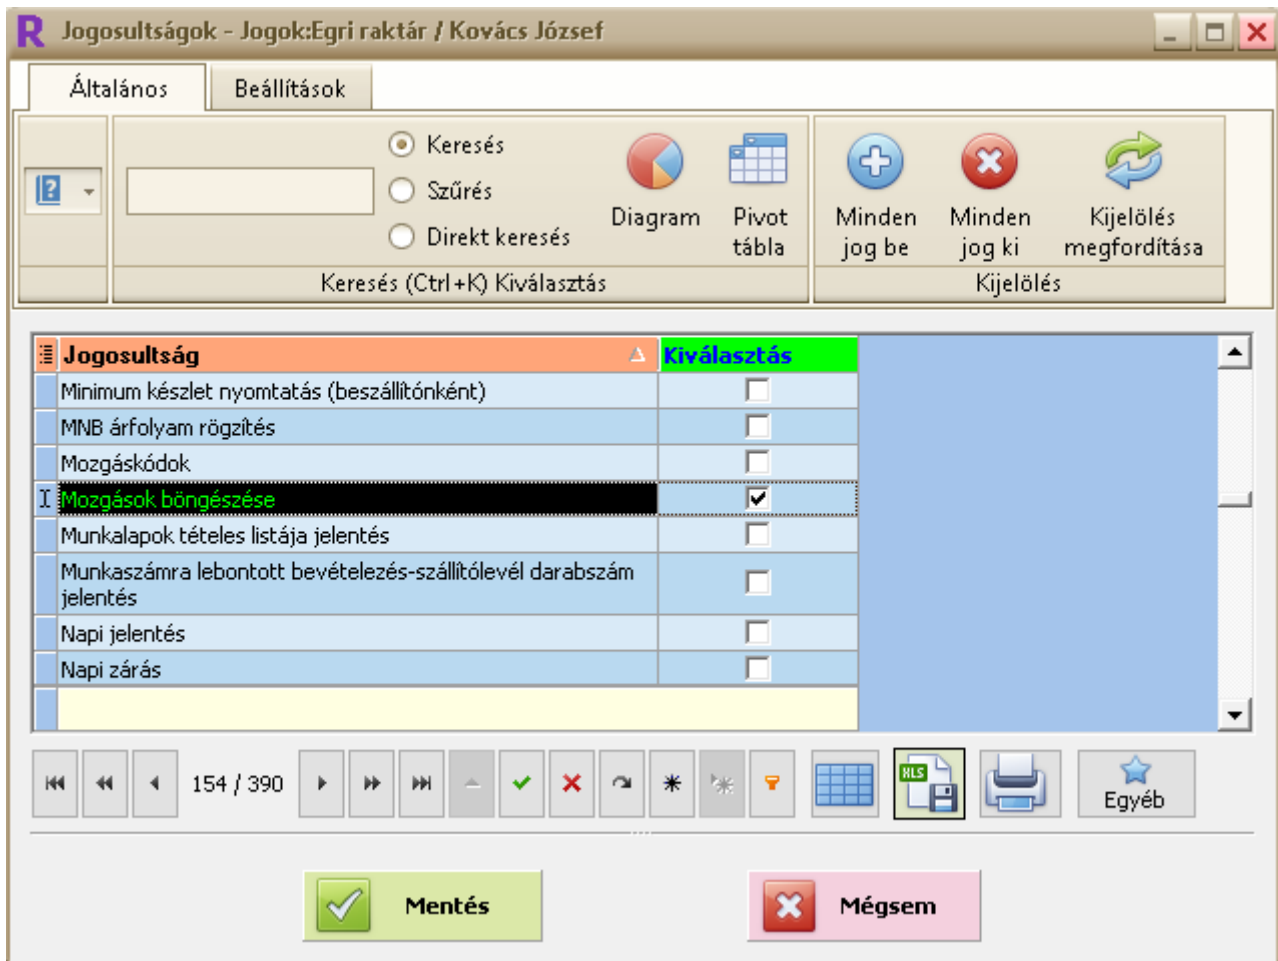 R Jogosultságok - Jogok:Egri raktár / Kovács József
Általános Beállítások
Keresés
Szűrés
Direkt keresés
Diagram
Pivot
tábla
Keresés (Ctrl+K) Kiválasztás
Minden
jog be
Minden
jog ki
Kijelölés
megfordítása
Kijelölés
Jogosultság Kiválasztás
Minimum készlet nyomtatás (beszállítónként)
MNB árfolyam rögzítés
Mozgáskódok
Mozgások böngészése
Munkalapok tételes listája jelentés
Munkaszámra lebontott bevételezés-szállítólevél darabszám
jelentés
Napi jelentés
Napi zárás
154 / 390
XLS
Egyéb
Mentés Mégsem